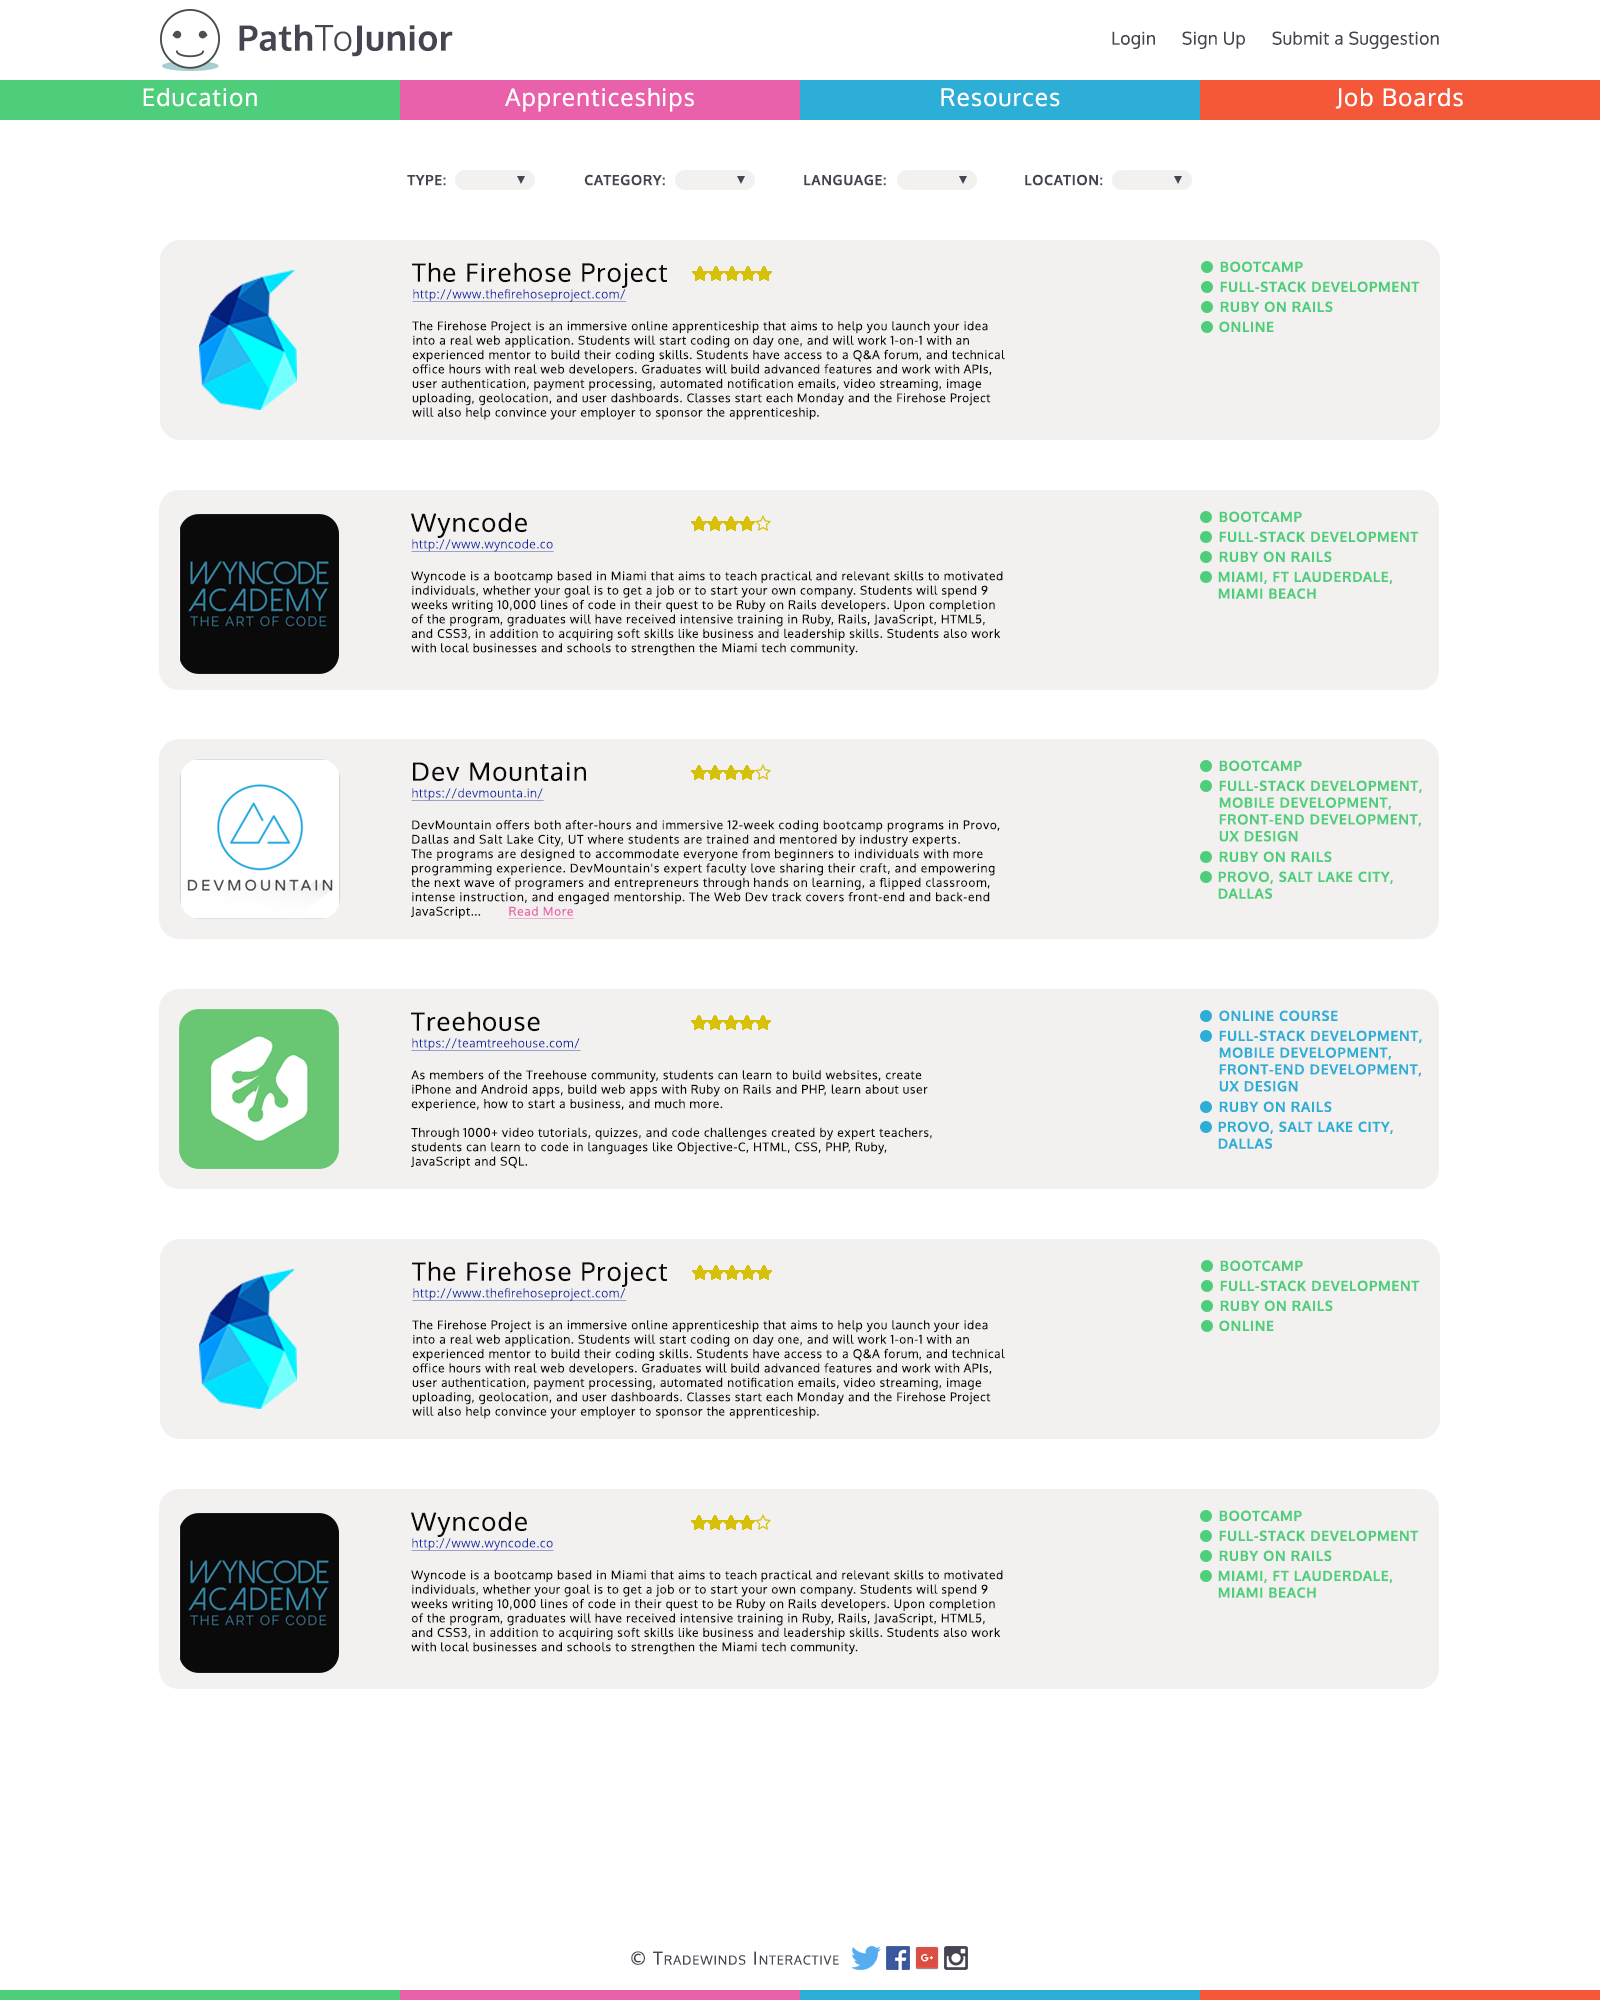 PathToJunior
Login Sign Up Submit a Suggestion
Education Apprenticeships Resources Job Boards
TYPE: ▼ CATEGORY: ▼ LANGUAGE: ▼ LOCATION: ▼
The Firehose Project
http://www.thefirehoseproject.com/
The Firehose Project is an immersive online apprenticeship that aims to help you launch your idea
into a real web application. Students will start coding on day one, and will work 1-on-1 with an
experienced mentor to build their coding skills. Students have access to a Q&A forum, and technical
office hours with real web developers. Graduates will build advanced features and work with APIs,
user authentication, payment processing, automated notification emails, video streaming, image
uploading, geolocation, and user dashboards. Classes start each Monday and the Firehose Project
will also help convince your employer to sponsor the apprenticeship.
BOOTCAMP
FULL-STACK DEVELOPMENT
RUBY ON RAILS
ONLINE
WYNCODE
ACADEMY
THE ART OF CODE
Wyncode
http://www.wyncode.co
Wyncode is a bootcamp based in Miami that aims to teach practical and relevant skills to motivated
individuals, whether your goal is to get a job or to start your own company. Students will spend 9
weeks writing 10,000 lines of code in their quest to be Ruby on Rails developers. Upon completion
of the program, graduates will have received intensive training in Ruby, Rails, JavaScript, HTML5,
and CSS3, in addition to acquiring soft skills like business and leadership skills. Students also work
with local businesses and schools to strengthen the Miami tech community.
BOOTCAMP
FULL-STACK DEVELOPMENT
RUBY ON RAILS
MIAMI, FT LAUDERDALE,
MIAMI BEACH
DEVMOUNTAIN
Dev Mountain
https://devmounta.in/
DevMountain offers both after-hours and immersive 12-week coding bootcamp programs in Provo,
Dallas and Salt Lake City, UT where students are trained and mentored by industry experts.
The programs are designed to accommodate everyone from beginners to individuals with more
programming experience. DevMountain's expert faculty love sharing their craft, and empowering
the next wave of programers and entrepreneurs through hands on learning, a flipped classroom,
intense instruction, and engaged mentorship. The Web Dev track covers front-end and back-end
JavaScript... Read More
BOOTCAMP
FULL-STACK DEVELOPMENT,
MOBILE DEVELOPMENT,
FRONT-END DEVELOPMENT,
UX DESIGN
RUBY ON RAILS
PROVO, SALT LAKE CITY,
DALLAS
Treehouse
https://teamtreehouse.com/
As members of the Treehouse community, students can learn to build websites, create
iPhone and Android apps, build web apps with Ruby on Rails and PHP, learn about user
experience, how to start a business, and much more.
Through 1000+ video tutorials, quizzes, and code challenges created by expert teachers,
students can learn to code in languages like Objective-C, HTML, CSS, PHP, Ruby,
JavaScript and SQL.
ONLINE COURSE
FULL-STACK DEVELOPMENT,
MOBILE DEVELOPMENT,
FRONT-END DEVELOPMENT,
UX DESIGN
RUBY ON RAILS
PROVO, SALT LAKE CITY,
DALLAS
The Firehose Project
http://www.thefirehoseproject.com/
The Firehose Project is an immersive online apprenticeship that aims to help you launch your idea
into a real web application. Students will start coding on day one, and will work 1-on-1 with an
experienced mentor to build their coding skills. Students have access to a Q&A forum, and technical
office hours with real web developers. Graduates will build advanced features and work with APIs,
user authentication, payment processing, automated notification emails, video streaming, image
uploading, geolocation, and user dashboards. Classes start each Monday and the Firehose Project
will also help convince your employer to sponsor the apprenticeship.
BOOTCAMP
FULL-STACK DEVELOPMENT
RUBY ON RAILS
ONLINE
WYNCODE
ACADEMY
THE ART OF CODE
Wyncode
http://www.wyncode.co
Wyncode is a bootcamp based in Miami that aims to teach practical and relevant skills to motivated
individuals, whether your goal is to get a job or to start your own company. Students will spend 9
weeks writing 10,000 lines of code in their quest to be Ruby on Rails developers. Upon completion
of the program, graduates will have received intensive training in Ruby, Rails, JavaScript, HTML5,
and CSS3, in addition to acquiring soft skills like business and leadership skills. Students also work
with local businesses and schools to strengthen the Miami tech community.
BOOTCAMP
FULL-STACK DEVELOPMENT
RUBY ON RAILS
MIAMI, FT LAUDERDALE,
MIAMI BEACH
© Tradewinds Interactive G+